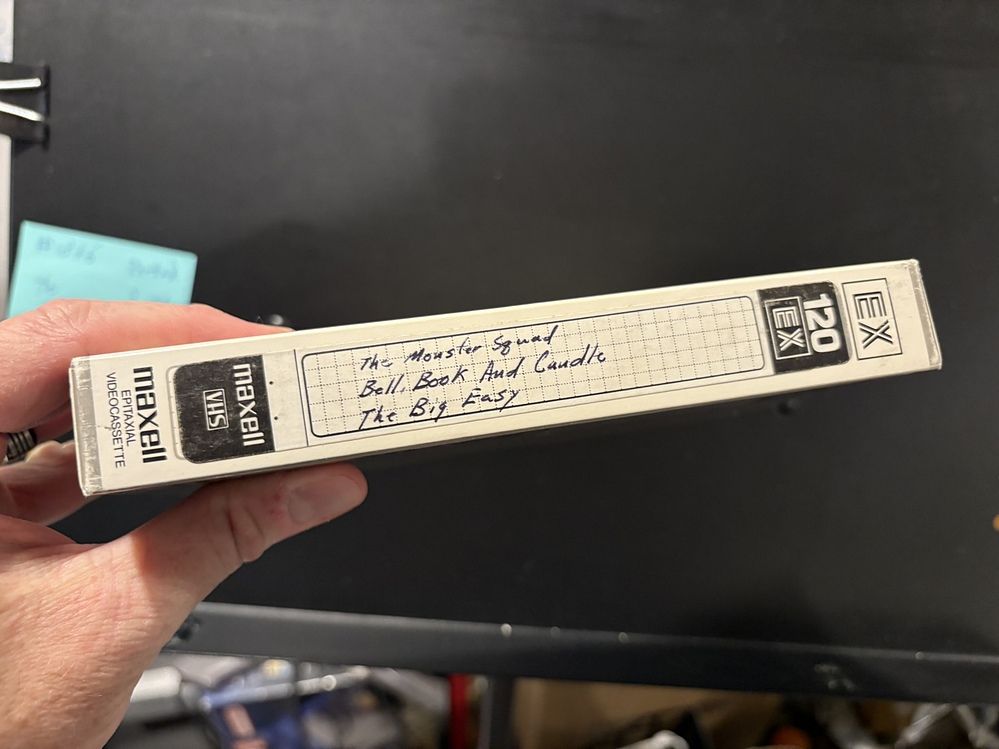 The Monster Squad
Bell, Book And Candle
The Big Easy
maxell
EPITAXIAL
VIDEOCASSETTE
maxell
VHS
120
EX
EX